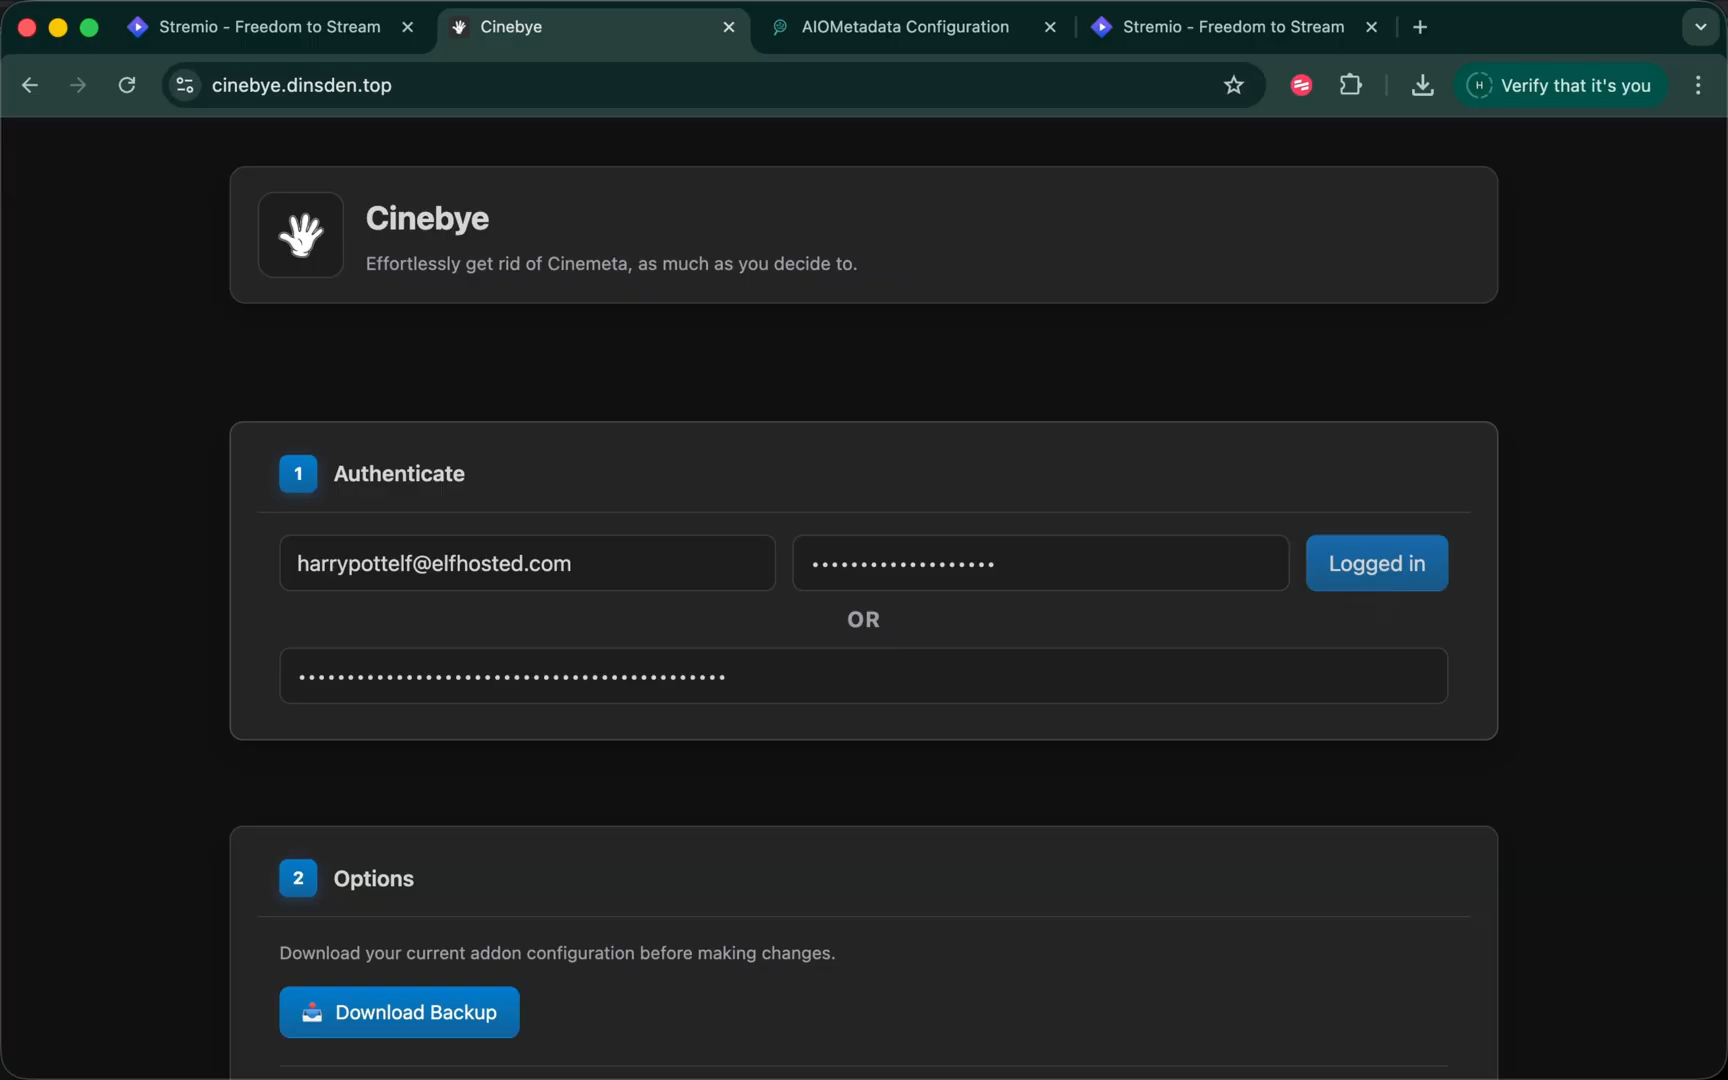 Stremio - Freedom to Stream
Cinebye
AIOMetadata Configuration
Stremio - Freedom to Stream
cinebye.dinsden.top
H
Verify that it's you
Cinebye
Effortlessly get rid of Cinemeta, as much as you decide to.
1
Authenticate
harrypottelf@elfhosted.com
•••••••••••••••••••
Logged in
OR
••••••••••••••••••••••••••••••••••••••••••••
2
Options
Download your current addon configuration before making changes.
Download Backup